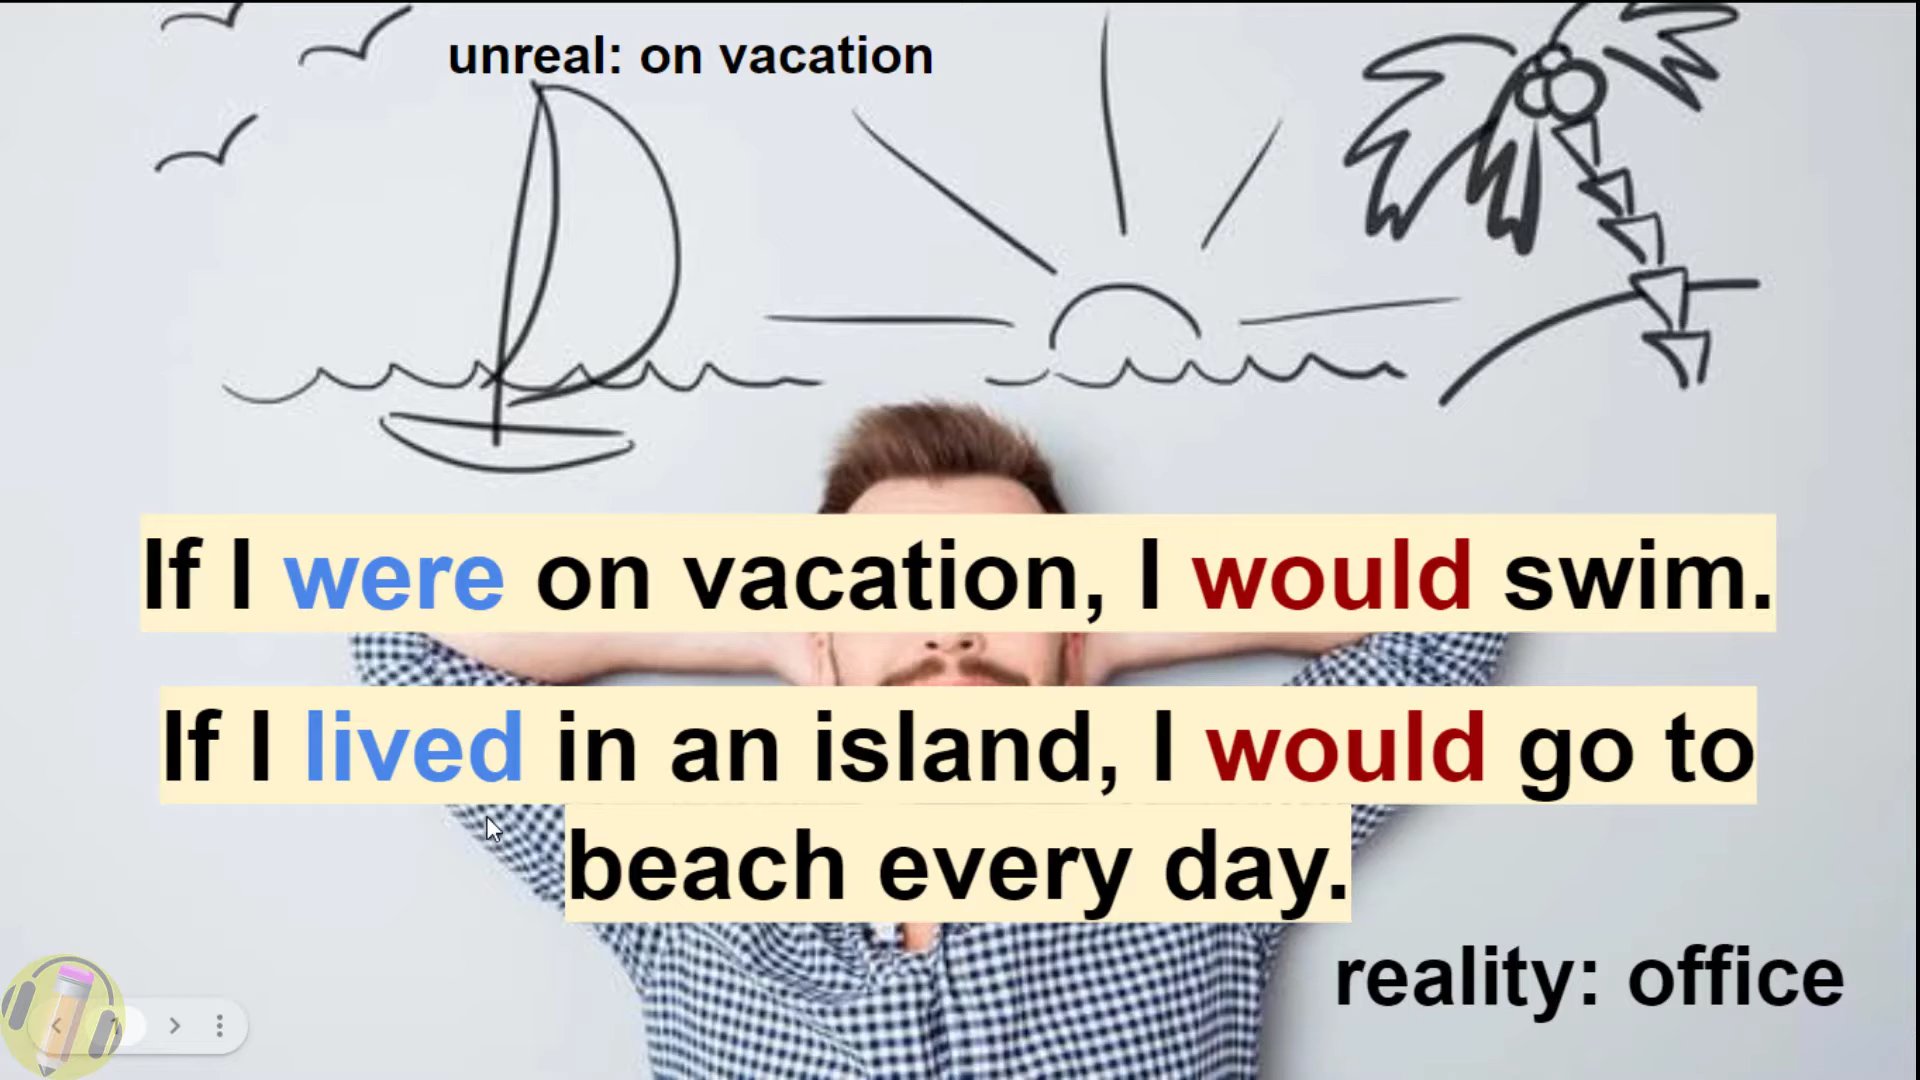 unreal: on vacation
If I were on vacation, I would swim.
If I lived in an island, I would go to
beach every day.
reality: office